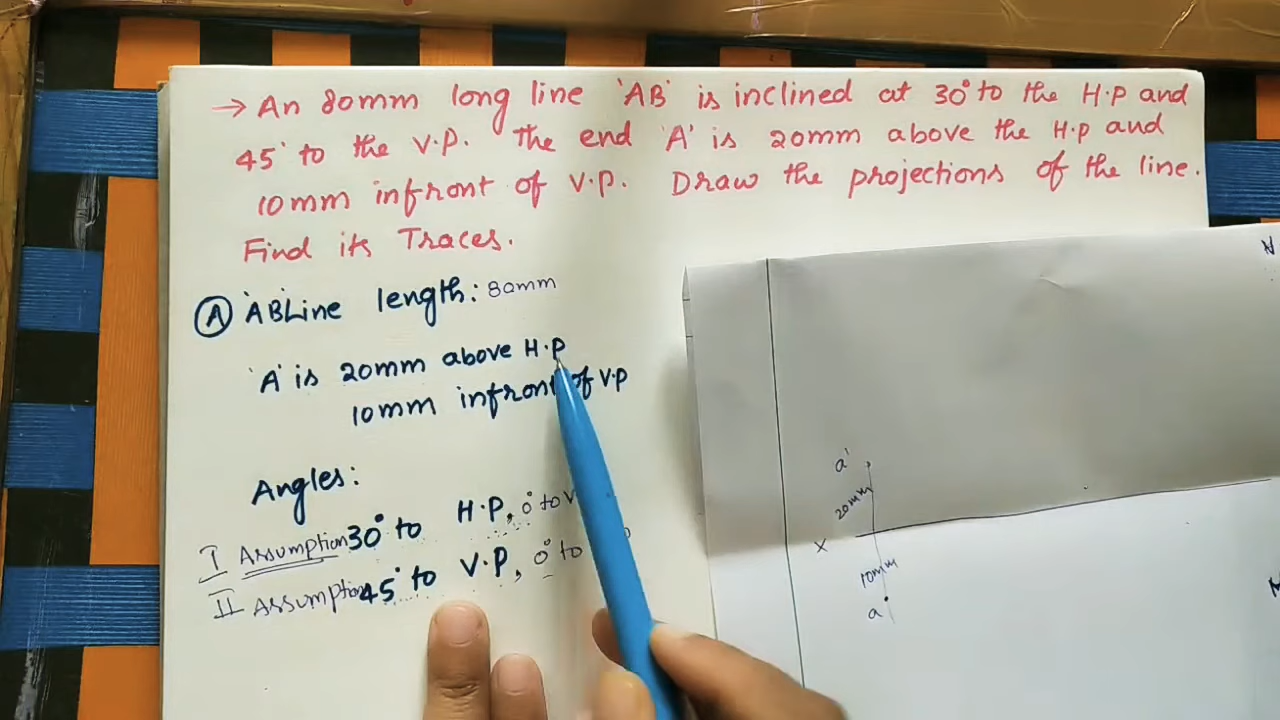 → An 80mm long line 'AB' is inclined at 30° to the H.P and
45° to the V.P. The end 'A' is 20mm above the H.P and
10mm infront of V.P. Draw the projections of the line.
Find its Traces.
Ⓐ 'AB' Line length: 80mm
'A' is 20mm above H.P
10mm infront of V.P
Angles:
I Assumption 30° to H.P, 0° to
II Assumption 45° to V.P, 0° to
a'
20mm
X
10mm
a